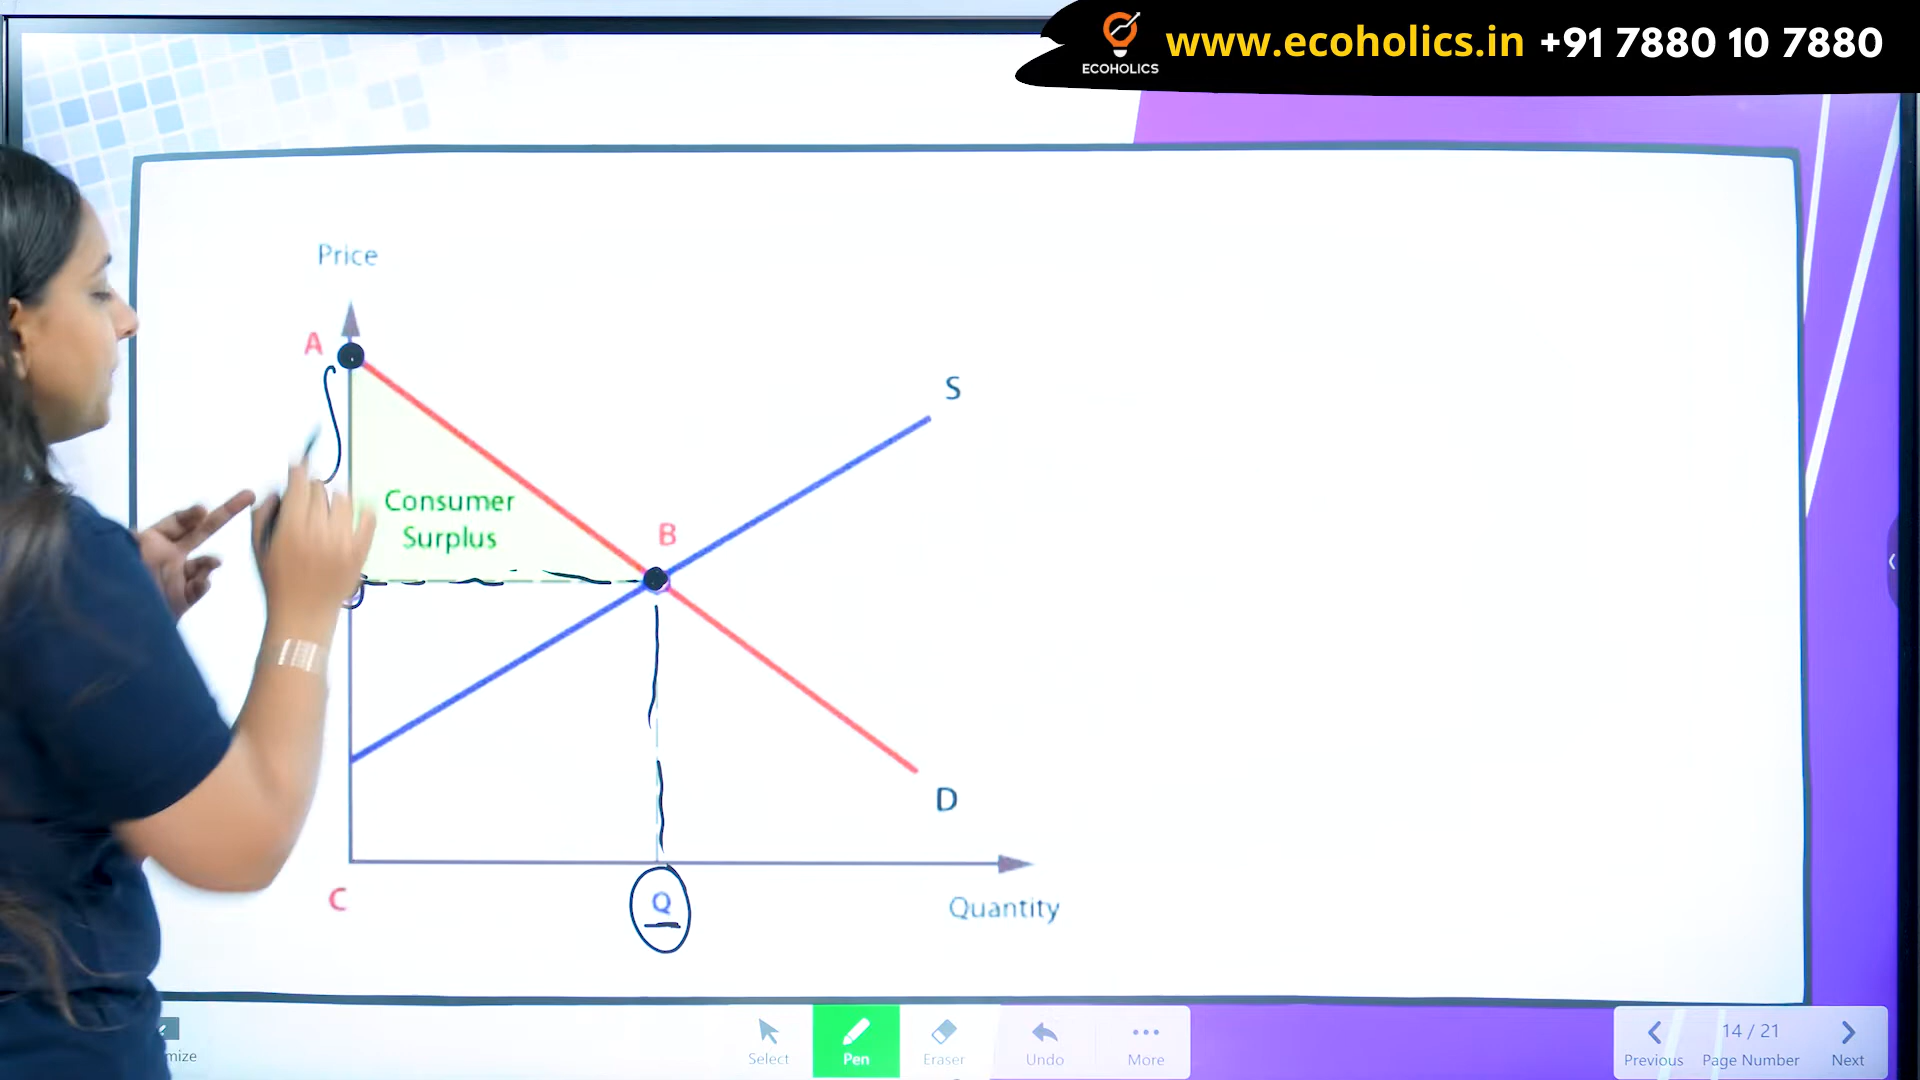 www.ecoholics.in +91 7880 10 7880
ECOHOLICS
Price
A
S
Consumer
Surplus
B
D
C
Q
Quantity
Select
Pen
Eraser
Undo
More
14 / 21
Previous
Page Number
Next